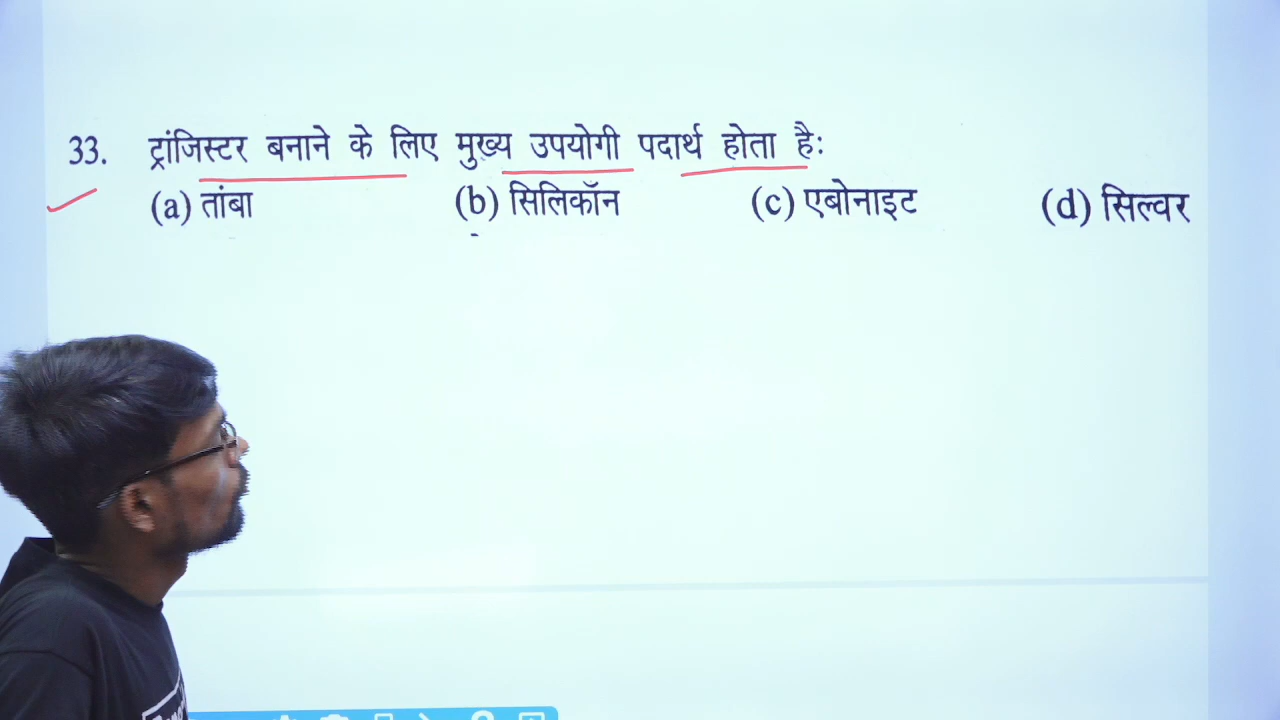 33. ट्रांजिस्टर बनाने के लिए मुख्य उपयोगी पदार्थ होता है:
(a) तांबा (b) सिलिकॉन (c) एबोनाइट (d) सिल्वर